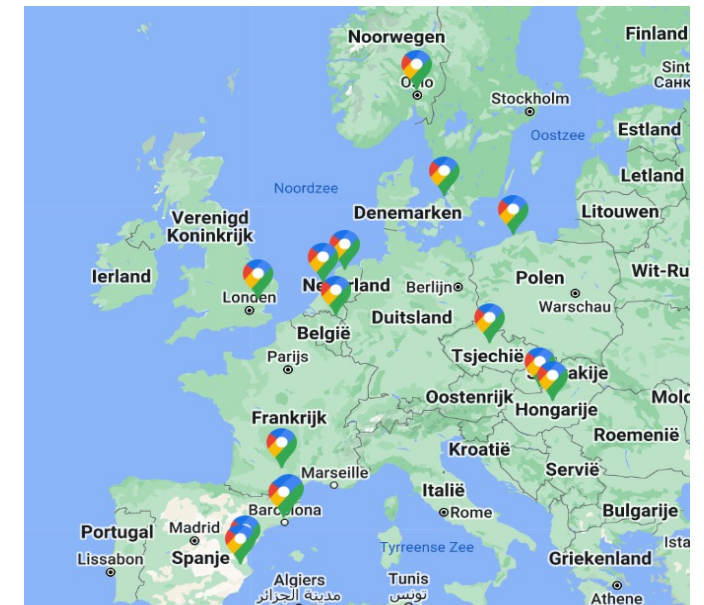 Noorwegen
Finland
Oslo
Sint
Санк
Stockholm
Estland
Oostzee
Letland
Noordzee
Denemarken
Litouwen
Verenigd
Koninkrijk
Ierland
Nederland
Berlijn
Polen
Wit-Ru
Londen
Warschau
Duitsland
België
Parijs
Tsjechië
Slowakije
Oostenrijk
Mold
Hongarije
Frankrijk
Roemenië
Kroatië
Marseille
Servië
Italië
Barcelona
Rome
Bulgarije
Portugal
Madrid
Ista
Lissabon
Spanje
Tyrreense Zee
Griekenland
Algiers
مدينة الجزائر
Tunis
تونس
Athene